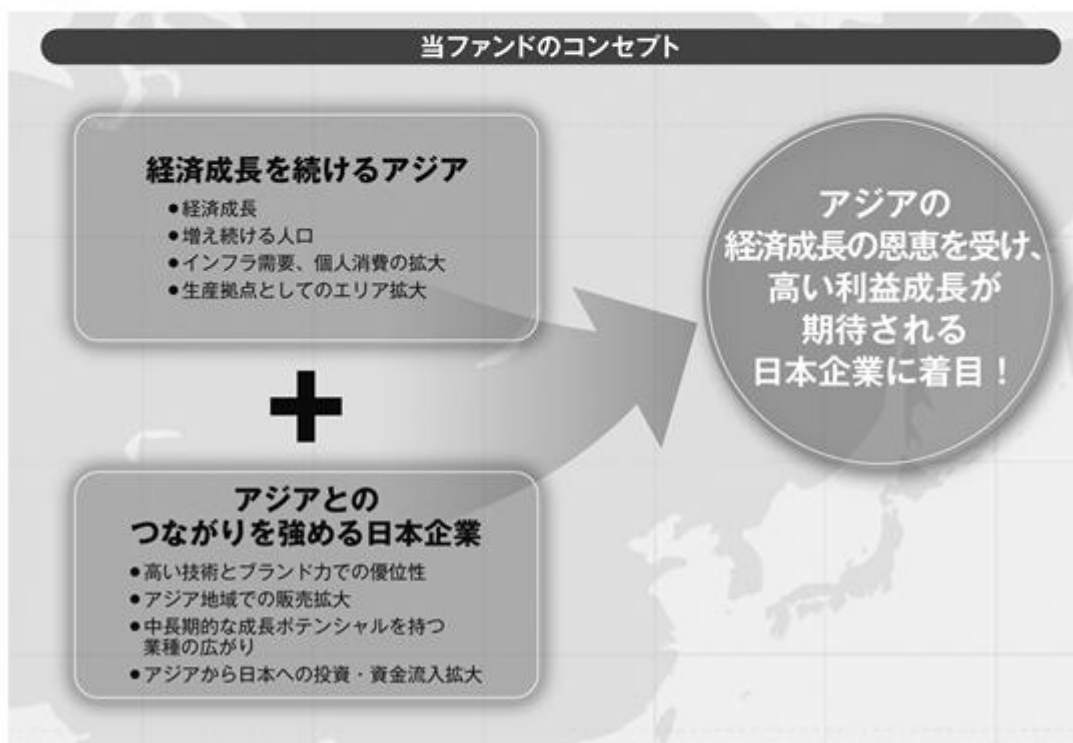 当ファンドのコンセプト
経済成長を続けるアジア
●経済成長
●増え続ける人口
●インフラ需要、個人消費の拡大
●生産拠点としてのエリア拡大
+
アジアとの
つながりを強める日本企業
●高い技術とブランド力での優位性
●アジア地域での販売拡大
●中長期的な成長ポテンシャルを持つ
業種の広がり
●アジアから日本への投資・資金流入拡大
アジアの
経済成長の恩恵を受け、
高い利益成長が
期待される
日本企業に着目！